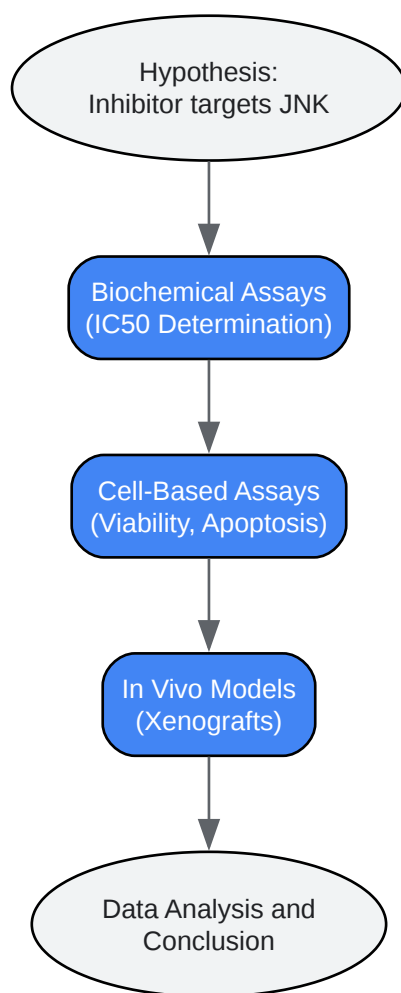 Hypothesis:
Inhibitor targets JNK
Biochemical Assays
(IC50 Determination)
Cell-Based Assays
(Viability, Apoptosis)
In Vivo Models
(Xenografts)
Data Analysis and
Conclusion